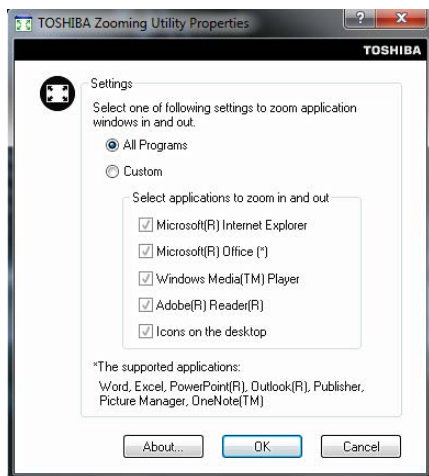 TOSHIBA Zooming Utility Properties
TOSHIBA
Settings
Select one of following settings to zoom application
windows in and out.
All Programs
Custom
Select applications to zoom in and out
Microsoft(R) Internet Explorer
Microsoft(R) Office (*)
Windows Media(TM) Player
Adobe(R) Reader(R)
Icons on the desktop
*The supported applications:
Word, Excel, PowerPoint(R), Outlook(R), Publisher,
Picture Manager, OneNote(TM)
About... OK Cancel